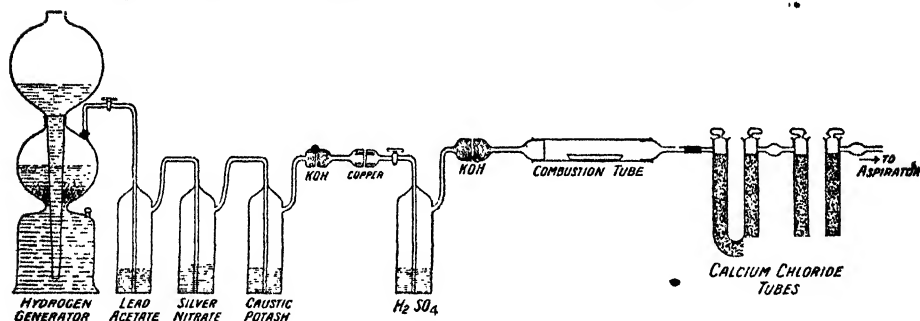 KOH
COPPER
KOH
COMBUSTION TUBE
TO
ASPIRATOR
HYDROGEN
GENERATOR
LEAD
ACETATE
SILVER
NITRATE
CAUSTIC
POTASH
H2 SO4
CALCIUM CHLORIDE
TUBES